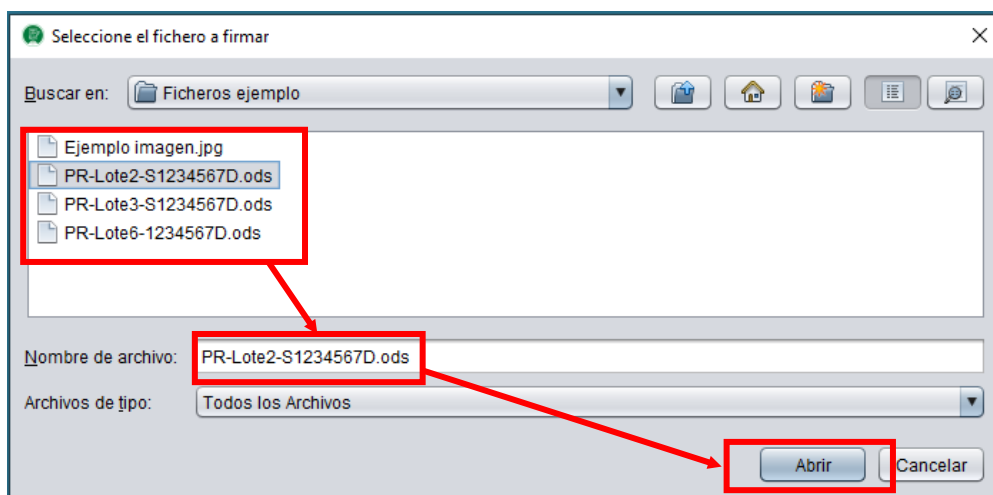 Seleccione el fichero a firmar
Buscar en: Ficheros ejemplo
Ejemplo imagen.jpg
PR-Lote2-S1234567D.ods
PR-Lote3-S1234567D.ods
PR-Lote6-1234567D.ods
Nombre de archivo: PR-Lote2-S1234567D.ods
Archivos de tipo: Todos los Archivos
Abrir Cancelar